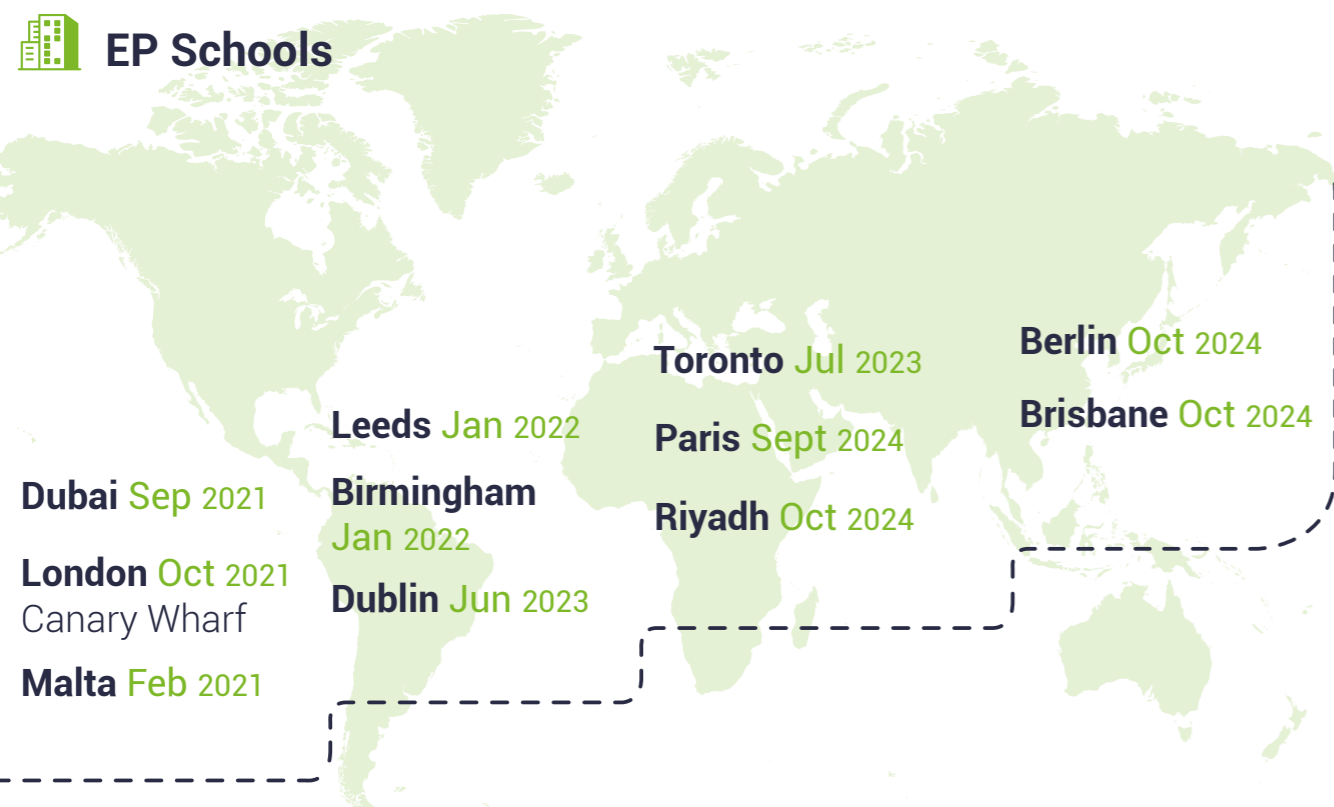 EP Schools
Dubai Sep 2021
London Oct 2021
Canary Wharf
Malta Feb 2021
Leeds Jan 2022
Birmingham
Jan 2022
Dublin Jun 2023
Toronto Jul 2023
Paris Sept 2024
Riyadh Oct 2024
Berlin Oct 2024
Brisbane Oct 2024